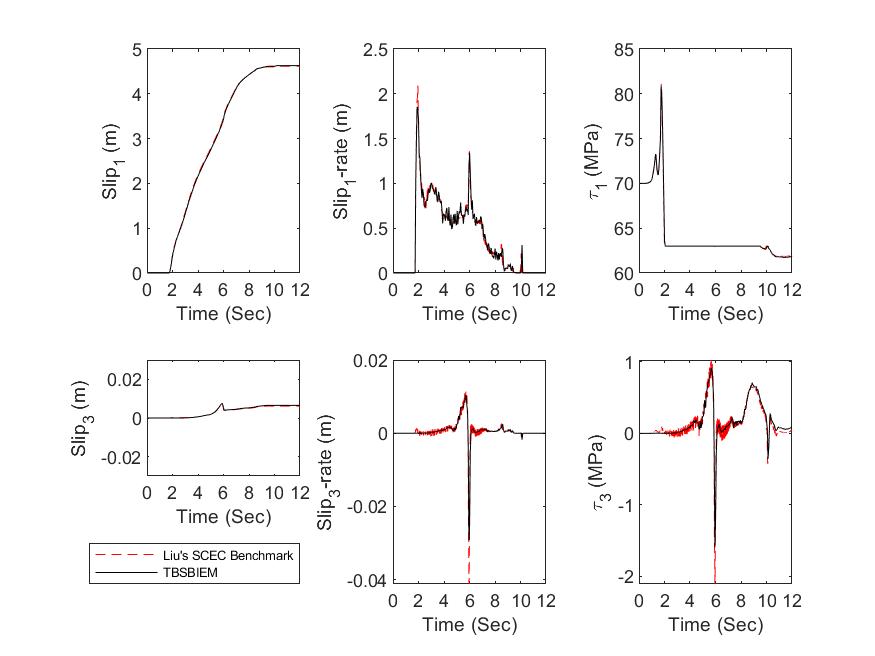 5
4
3
2
1
0
0 2 4 6 8 10 12
Slip1 (m)
Time (Sec)
2.5
2
1.5
1
0.5
0
0 2 4 6 8 10 12
Slip1-rate (m)
Time (Sec)
85
80
75
70
65
60
0 2 4 6 8 10 12
τ1 (MPa)
Time (Sec)
0.02
0
-0.02
0 2 4 6 8 10 12
Slip3 (m)
Time (Sec)
Liu's SCEC Benchmark
TBSBIEM
0.02
0
-0.02
-0.04
0 2 4 6 8 10 12
Slip3-rate (m)
Time (Sec)
1
0
-1
-2
0 2 4 6 8 10 12
τ3 (MPa)
Time (Sec)